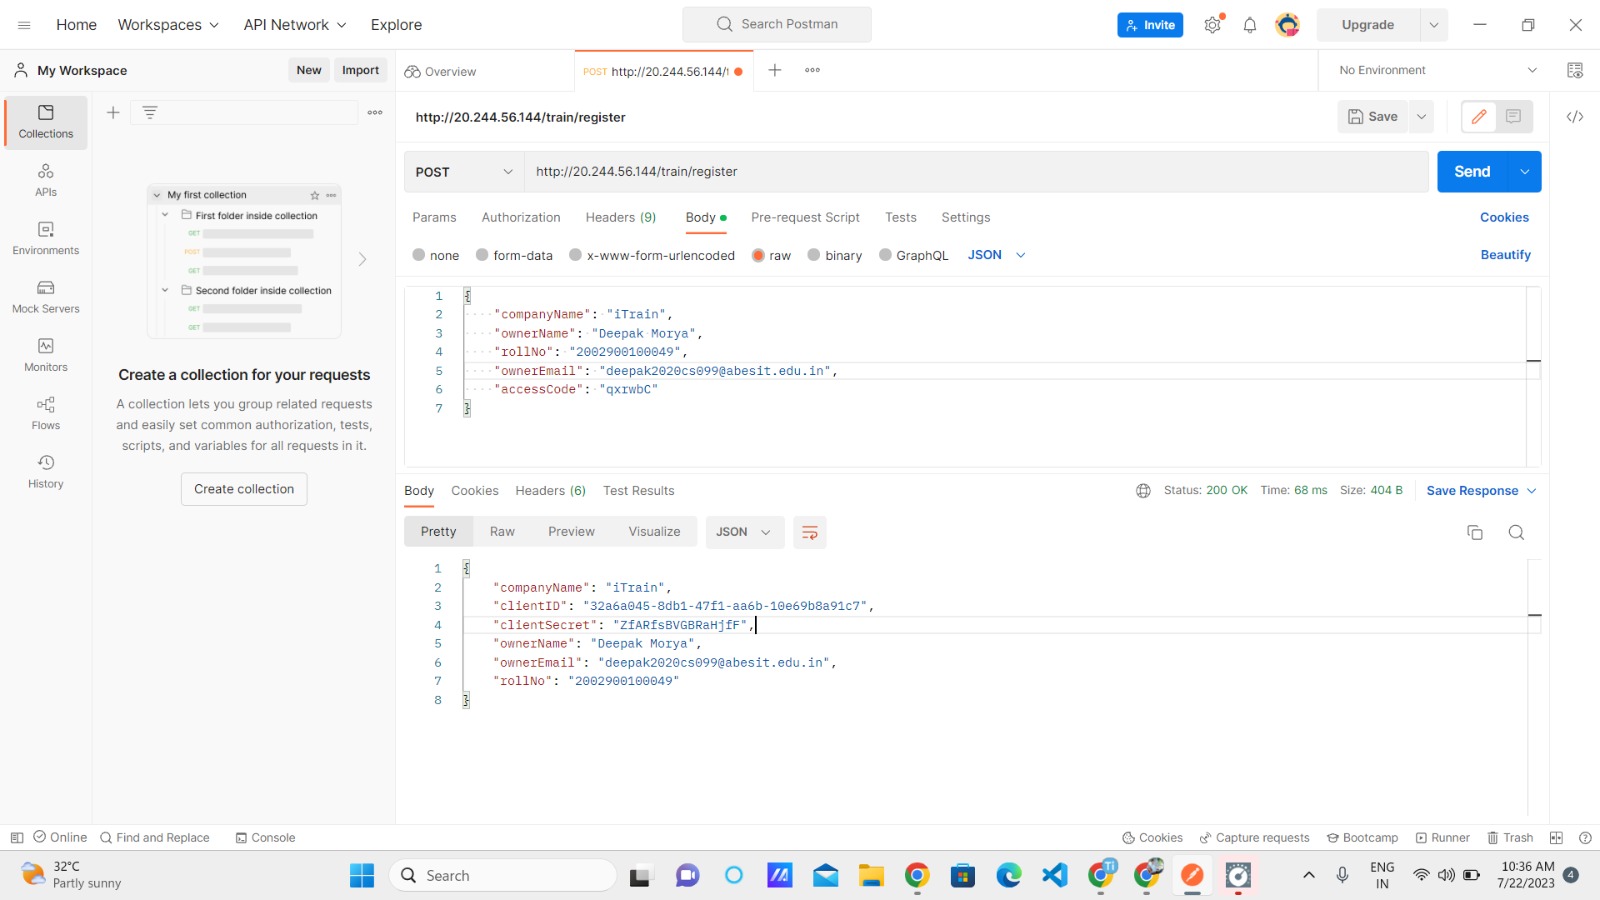 Home Workspaces API Network Explore Search Postman Invite Upgrade
My Workspace New Import Overview POST http://20.244.56.144/t No Environment
Collections
APIs
Environments
Mock Servers
Monitors
Flows
History
My first collection
First folder inside collection
GET
POST
GET
Second folder inside collection
GET
GET
Create a collection for your requests
A collection lets you group related requests
and easily set common authorization, tests,
scripts, and variables for all requests in it.
Create collection
http://20.244.56.144/train/register Save
POST http://20.244.56.144/train/register Send
Params Authorization Headers (9) Body Pre-request Script Tests Settings Cookies
none form-data x-www-form-urlencoded raw binary GraphQL JSON Beautify
1 {
2 "companyName": "iTrain",
3 "ownerName": "Deepak Morya",
4 "rollNo": "2002900100049",
5 "ownerEmail": "deepak2020cs099@abesit.edu.in",
6 "accessCode": "qxrwbC"
7 }
Body Cookies Headers (6) Test Results Status: 200 OK Time: 68 ms Size: 404 B Save Response
Pretty Raw Preview Visualize JSON
1 {
2 "companyName": "iTrain",
3 "clientID": "32a6a045-8db1-47f1-aa6b-10e69b8a91c7",
4 "clientSecret": "ZfARfsBVGBRaHjfF",
5 "ownerName": "Deepak Morya",
6 "ownerEmail": "deepak2020cs099@abesit.edu.in",
7 "rollNo": "2002900100049"
8 }
Online Find and Replace Console Cookies Capture requests Bootcamp Runner Trash
32°C
Partly sunny
Search
Ti
ENG
IN
10:36 AM
7/22/2023
4